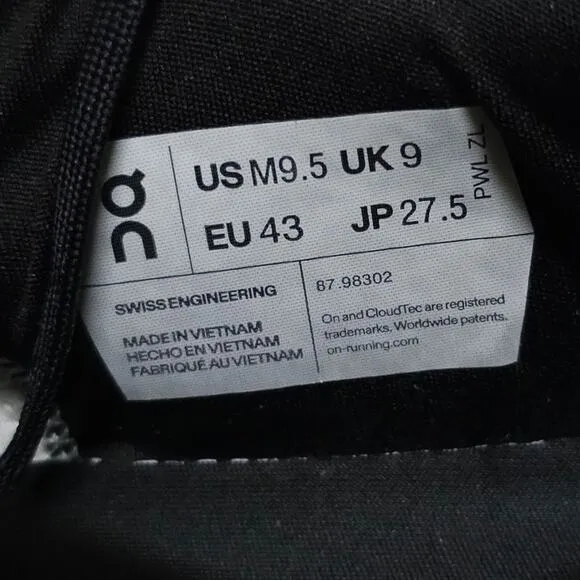 On
US M9.5 UK 9
EU 43 JP 27.5
PWL ZL
SWISS ENGINEERING
MADE IN VIETNAM
HECHO EN VIETNAM
FABRIQUÉ AU VIETNAM
87.98302
On and CloudTec are registered
trademarks. Worldwide patents.
on-running.com